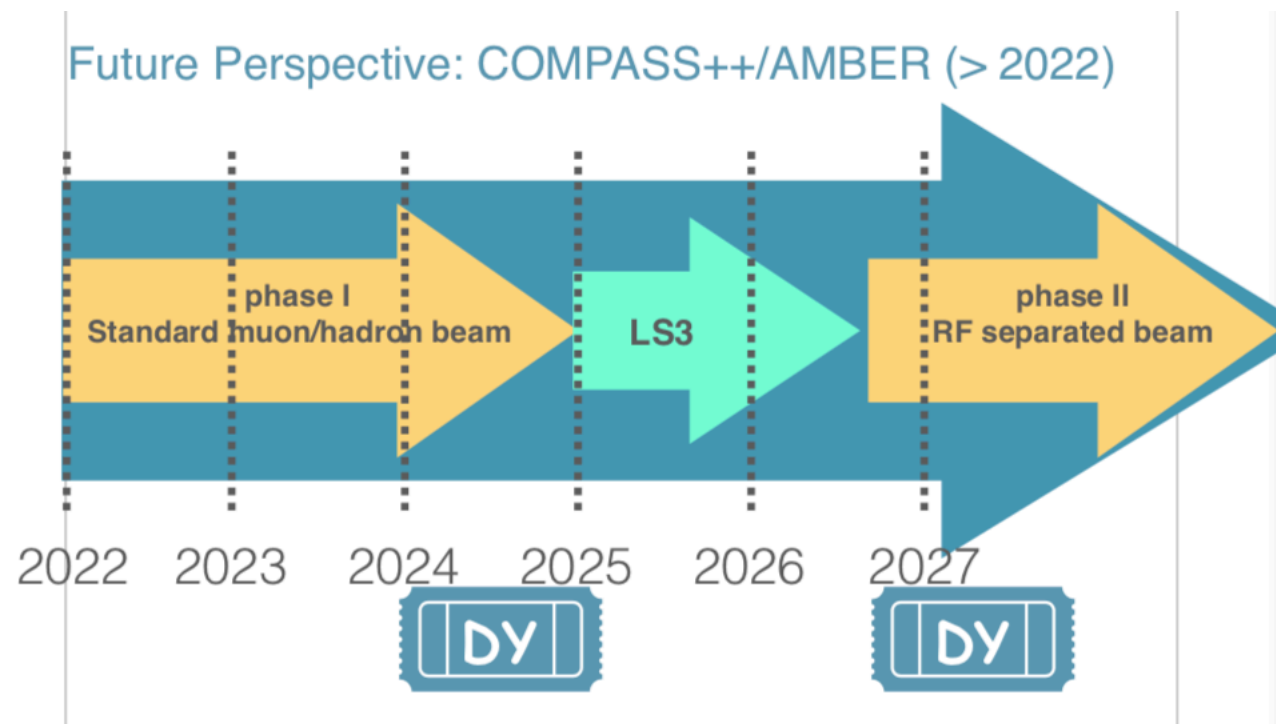 Future Perspective: COMPASS++/AMBER (> 2022)
phase I
Standard muon/hadron beam
LS3
phase II
RF separated beam
2022 2023 2024 2025 2026 2027
DY DY